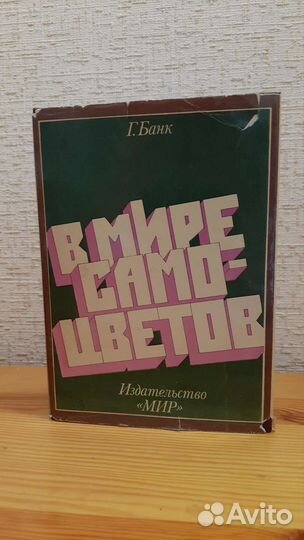 Г. Банк
В МИРЕ
САМО-
ЦВЕТОВ
Издательство
«МИР»
Avito